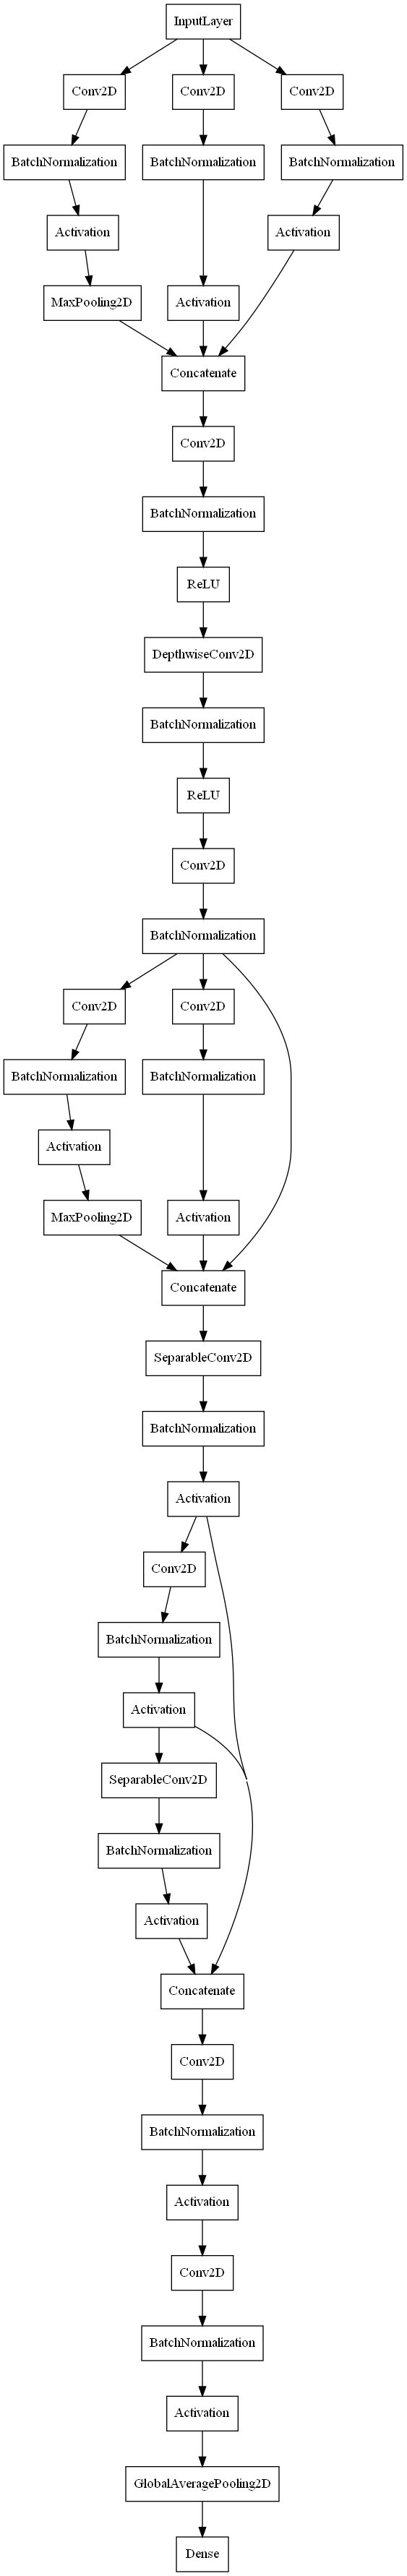 InputLayer
Conv2D
Conv2D
Conv2D
BatchNormalization
BatchNormalization
BatchNormalization
Activation
Activation
MaxPooling2D
Activation
Concatenate
Conv2D
BatchNormalization
ReLU
DepthwiseConv2D
BatchNormalization
ReLU
Conv2D
BatchNormalization
Conv2D
Conv2D
BatchNormalization
BatchNormalization
Activation
MaxPooling2D
Activation
Concatenate
SeparableConv2D
BatchNormalization
Activation
Conv2D
BatchNormalization
Activation
SeparableConv2D
BatchNormalization
Activation
Concatenate
Conv2D
BatchNormalization
Activation
Conv2D
BatchNormalization
Activation
GlobalAveragePooling2D
Dense